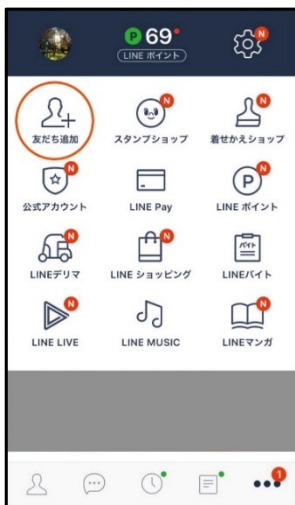 P 69
LINE ポイント
N
N N
友だち追加 スタンプショップ 着せかえショップ
N N
P
公式アカウント LINE Pay LINE ポイント
N N
バイト
LINEデリマ LINE ショッピング LINEバイト
N N
LINE LIVE LINE MUSIC LINEマンガ
1